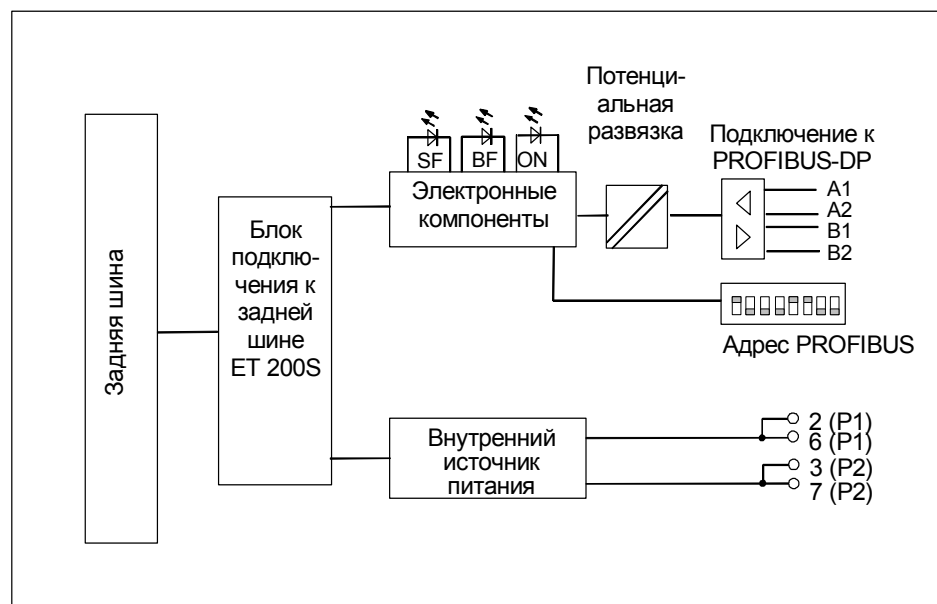 Потенци-
альная
развязка
Подключение к
PROFIBUS-DP
SF
BF
ON
Электронные
компоненты
A1
A2
B1
B2
Задняя шина
Блок
подклю-
чения к
задней
шине
ET 200S
Адрес PROFIBUS
Внутренний
источник
питания
2 (P1)
6 (P1)
3 (P2)
7 (P2)